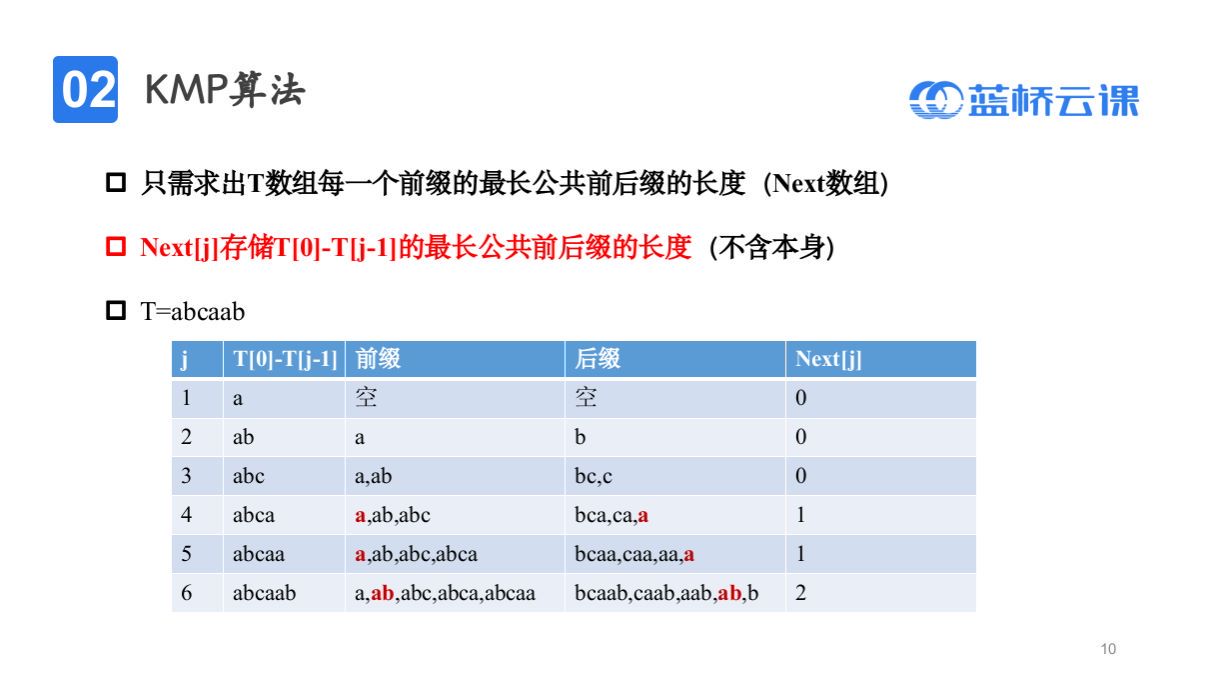 02 KMP算法
蓝桥云课
只需求出T数组每一个前缀的最长公共前后缀的长度（Next数组）
Next[j]存储T[0]-T[j-1]的最长公共前后缀的长度（不含本身）
T=abcaab
j T[0]-T[j-1] 前缀 后缀 Next[j]
1 a 空 空 0
2 ab a b 0
3 abc a,ab bc,c 0
4 abca a,ab,abc bca,ca,a 1
5 abcaa a,ab,abc,abca bcaa,caa,aa,a 1
6 abcaab a,ab,abc,abca,abcaa bcaab,caab,aab,ab,b 2
10